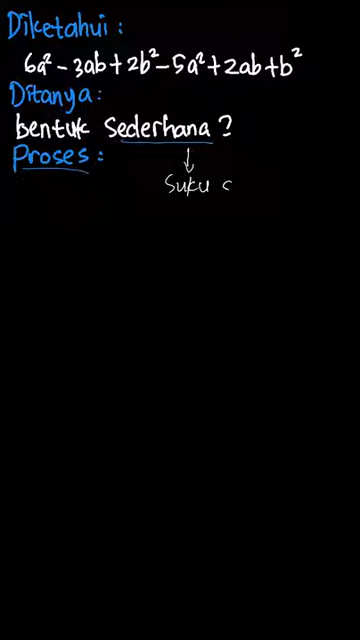 Diketahui :
6a² - 3ab + 2b² - 5a² + 2ab + b²
Ditanya :
bentuk Sederhana ?
Proses :
Suku